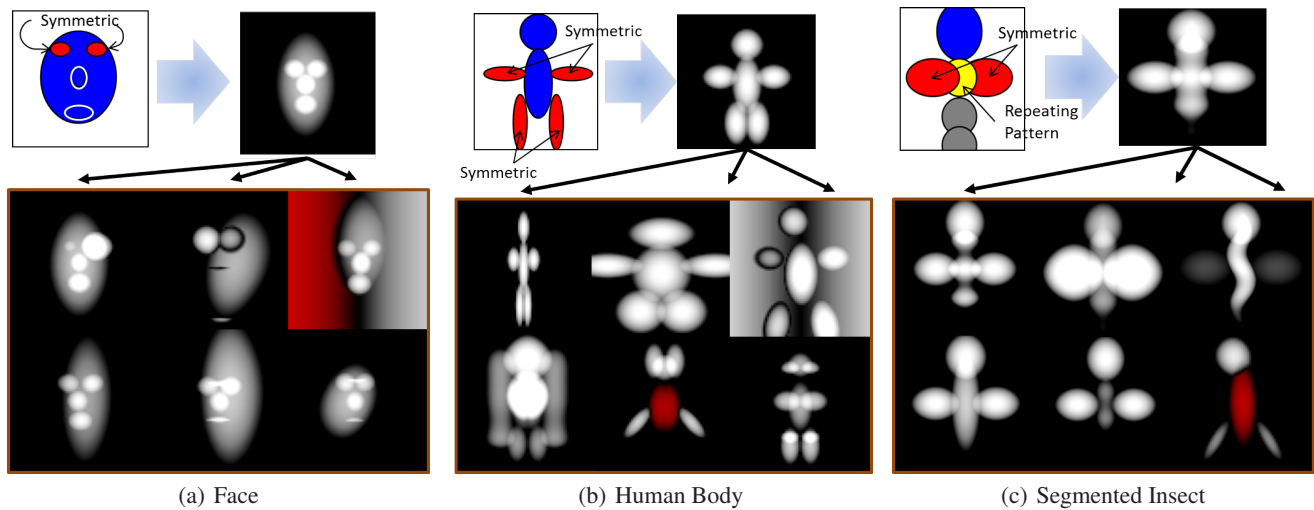 Symmetric
Symmetric
Symmetric
Symmetric
Repeating
Pattern
(a) Face
(b) Human Body
(c) Segmented Insect